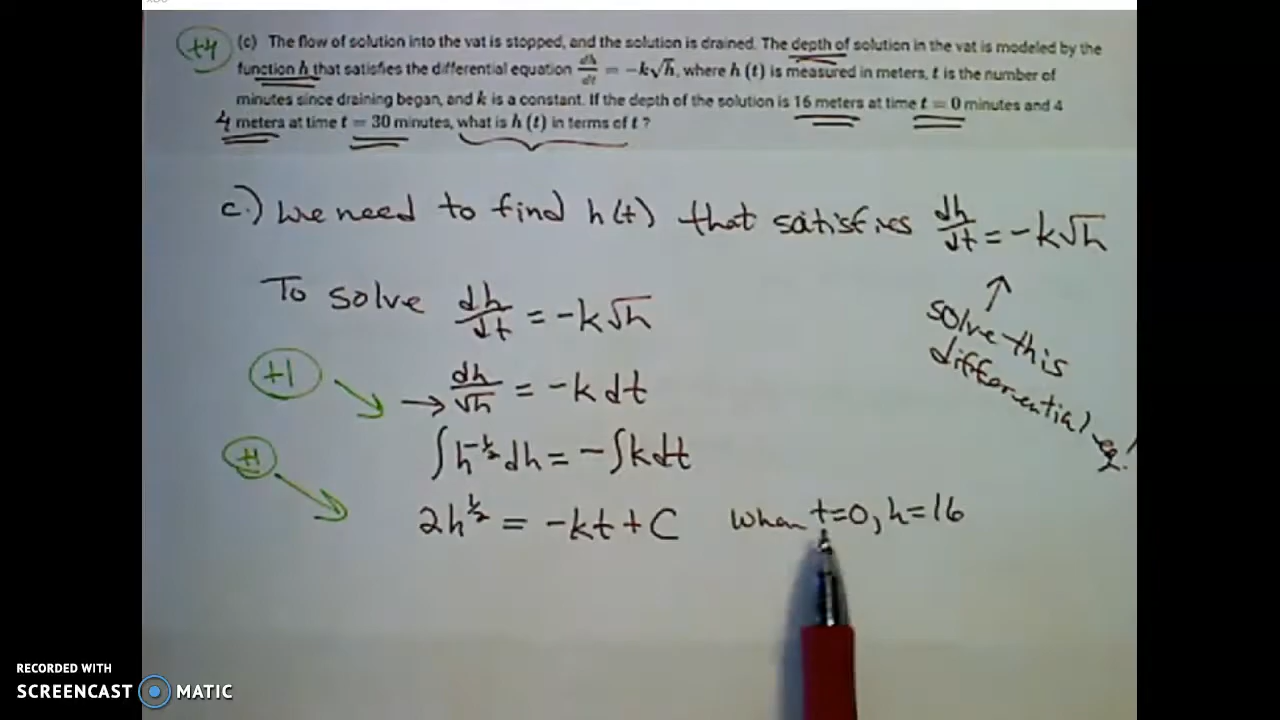 +4 (c) The flow of solution into the vat is stopped, and the solution is drained. The depth of solution in the vat is modeled by the
function h that satisfies the differential equation dh/dt = -k√h, where h (t) is measured in meters, t is the number of
minutes since draining began, and k is a constant. If the depth of the solution is 16 meters at time t = 0 minutes and 4
4 meters at time t = 30 minutes, what is h (t) in terms of t ?
c.) We need to find h(t) that satisfies dh/dt = -k√h
To solve dh/dt = -k√h
solve this
differential eq!
+1 → dh/√h = -k dt
+1 ∫h^-½ dh = -∫k dt
2h^½ = -kt + C when t=0, h=16
RECORDED WITH
SCREENCAST MATIC